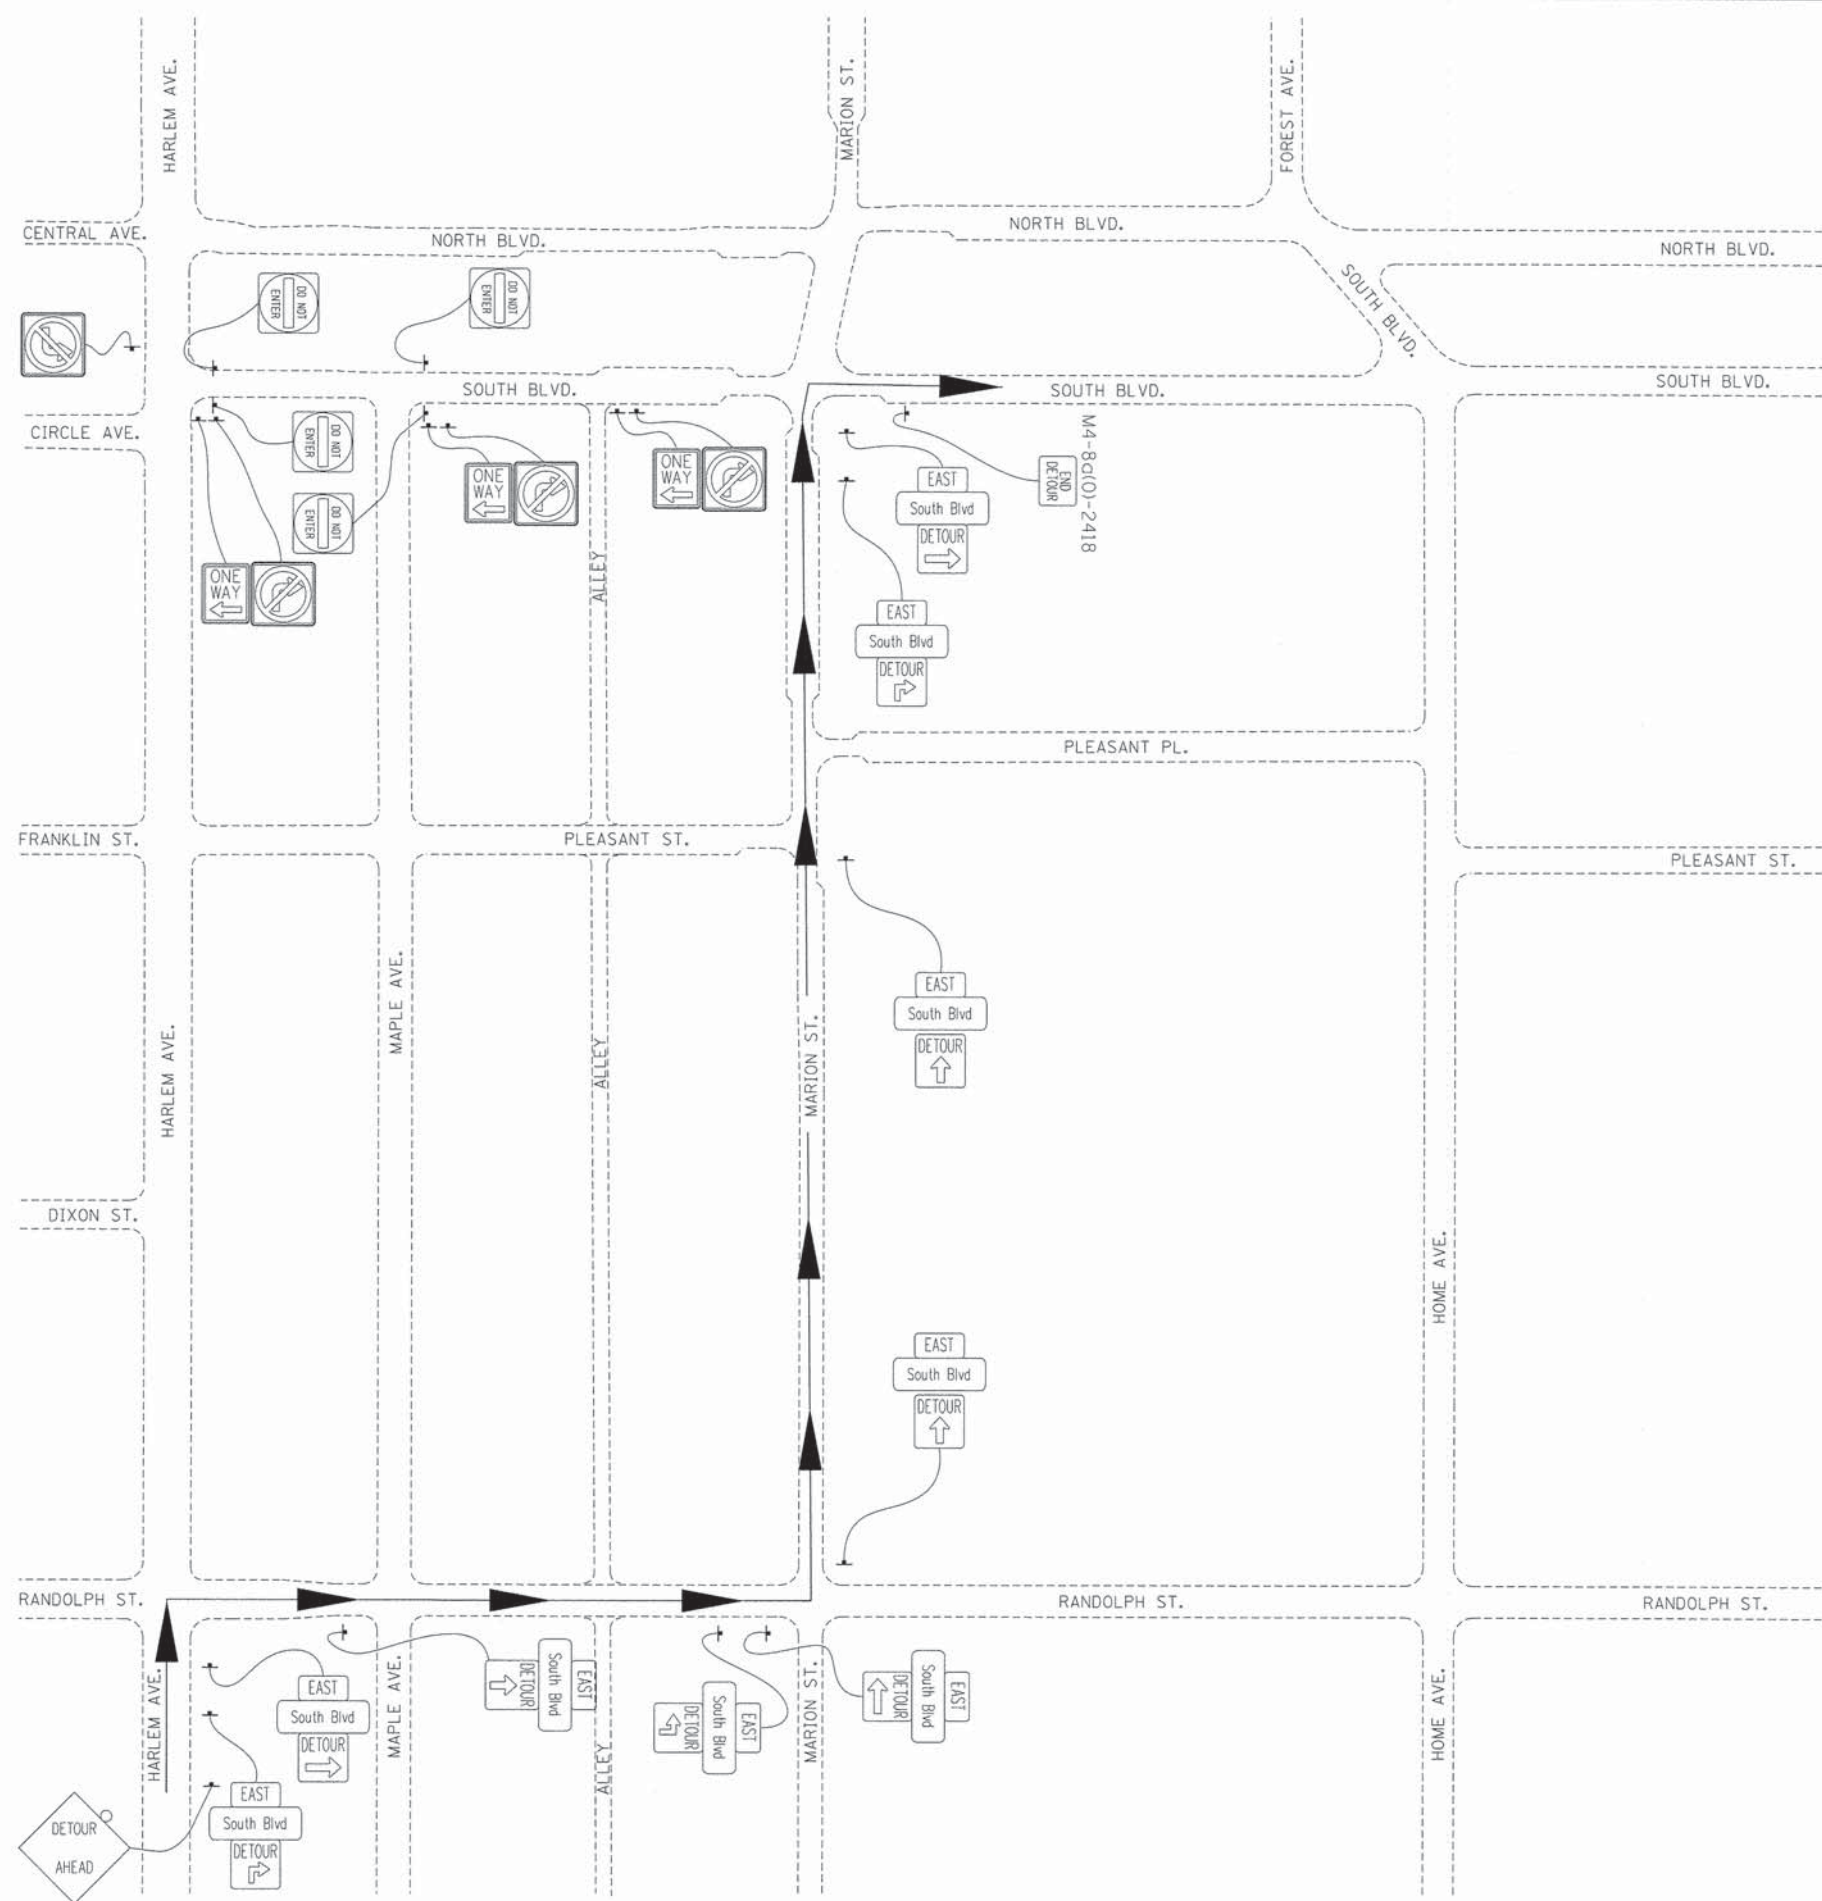 HARLEM AVE.
MARION ST.
FOREST AVE.
CENTRAL AVE.
NORTH BLVD.
NORTH BLVD.
NORTH BLVD.
SOUTH BLVD.
DO NOT
ENTER
DO NOT
ENTER
SOUTH BLVD.
SOUTH BLVD.
SOUTH BLVD.
CIRCLE AVE.
DO NOT
ENTER
DO NOT
ENTER
ONE
WAY
ONE
WAY
ONE
WAY
EAST
South Blvd
DETOUR
END
DETOUR
M4-8a(O)-2418
ALLEY
EAST
South Blvd
DETOUR
PLEASANT PL.
FRANKLIN ST.
PLEASANT ST.
PLEASANT ST.
MAPLE AVE.
HARLEM AVE.
ALLEY
MARION ST.
EAST
South Blvd
DETOUR
DIXON ST.
HOME AVE.
EAST
South Blvd
DETOUR
RANDOLPH ST.
RANDOLPH ST.
RANDOLPH ST.
HARLEM AVE.
MAPLE AVE.
ALLEY
MARION ST.
HOME AVE.
EAST
South Blvd
DETOUR
EAST
South Blvd
DETOUR
EAST
South Blvd
DETOUR
EAST
South Blvd
DETOUR
EAST
South Blvd
DETOUR
DETOUR
AHEAD